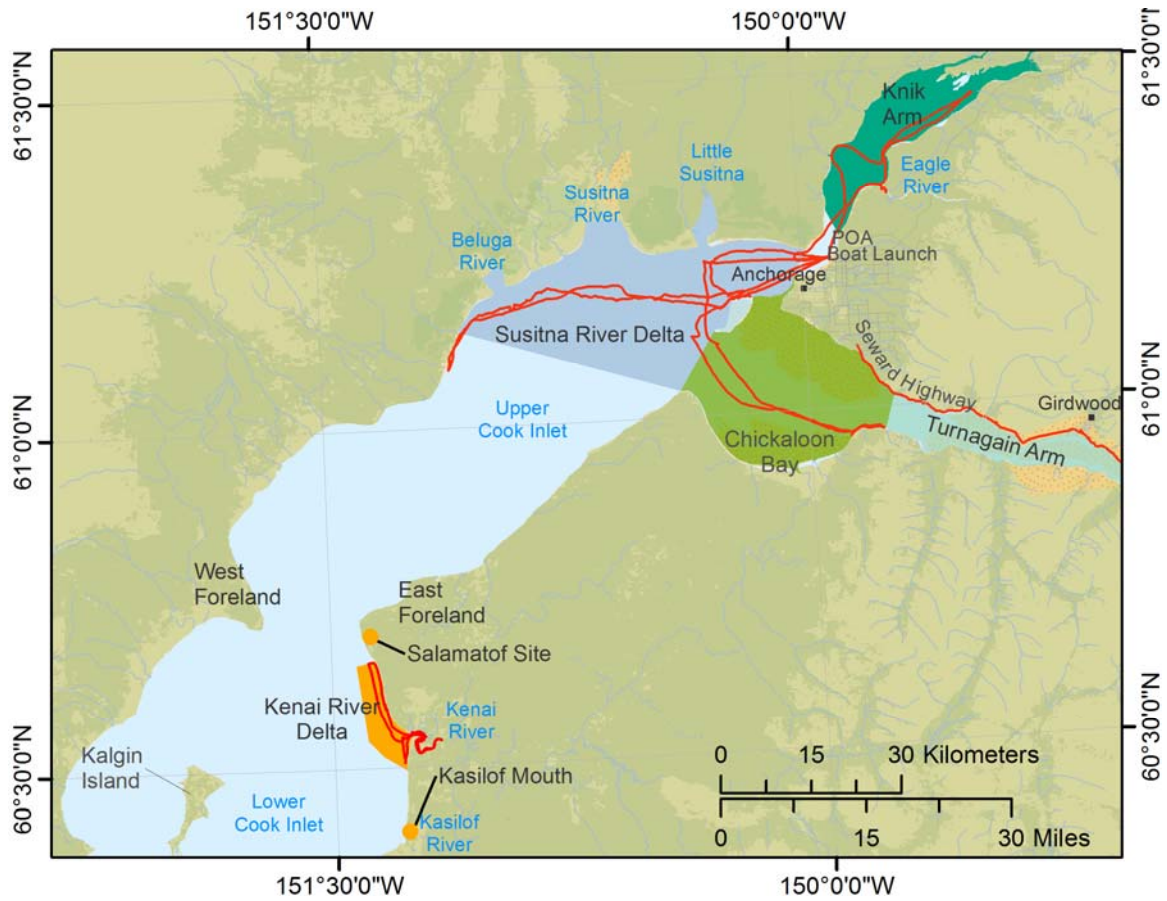 151°30'0"W
150°0'0"W
61°30'0"N
61°30'0"
Knik
Arm
Little
Susitna
Eagle
River
Susitna
River
Beluga
River
POA
Boat Launch
Anchorage
Susitna River Delta
Seward Highway
61°0'0"N
61°0'0"N
Girdwood
Upper
Cook Inlet
Turnagain Arm
Chickaloon
Bay
West
Foreland
East
Foreland
Salamatof Site
Kenai River
Delta
Kenai
River
60°30'0"N
60°30'0"N
Kalgin
Island
Kasilof Mouth
0 15 30 Kilometers
Lower
Cook Inlet
Kasilof
River
0 15 30 Miles
151°30'0"W
150°0'0"W